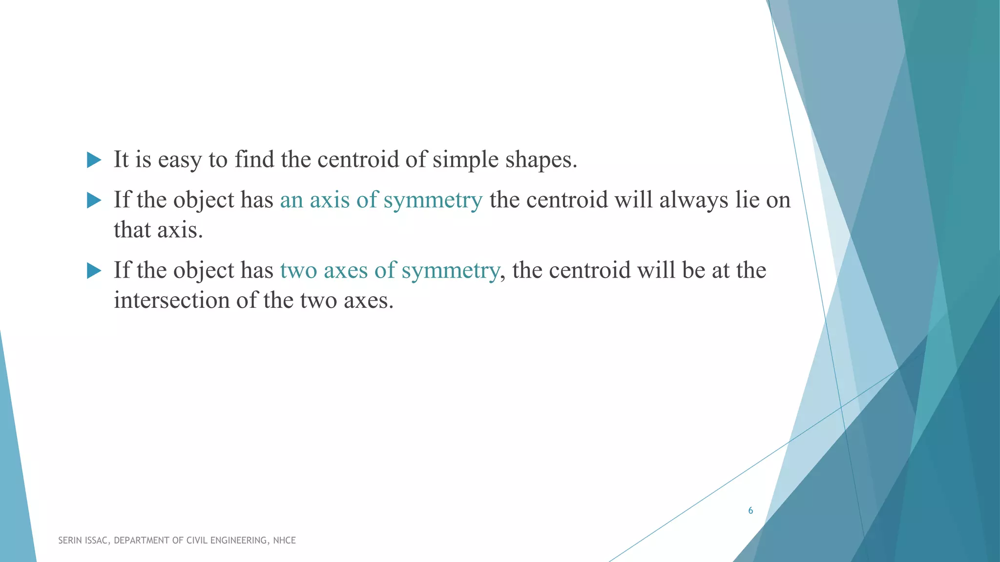 It is easy to find the centroid of simple shapes.
If the object has an axis of symmetry the centroid will always lie on
that axis.
If the object has two axes of symmetry, the centroid will be at the
intersection of the two axes.
6
SERIN ISSAC, DEPARTMENT OF CIVIL ENGINEERING, NHCE